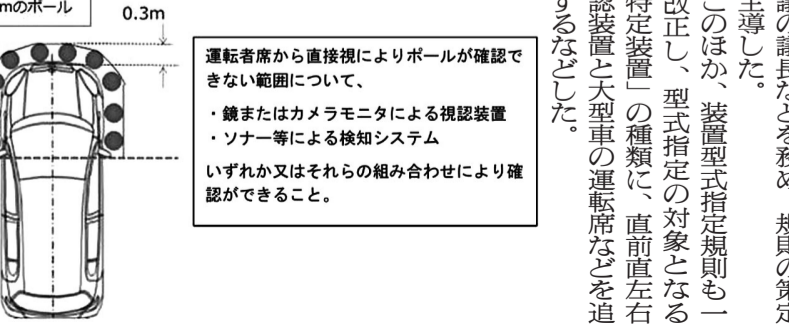 mのポール
0.3m
運転者席から直接視によりポールが確認で
きない範囲について、
・鏡またはカメラモニタによる視認装置
・ソナー等による検知システム
いずれか又はそれらの組み合わせにより確
認ができること。
議の議長などを務め、規則の策定
主導した。
このほか、装置型式指定規則も一
改正し、型式指定の対象となる
特定装置」の種類に、直前直左右
認装置と大型車の運転席などを追
するなどした。